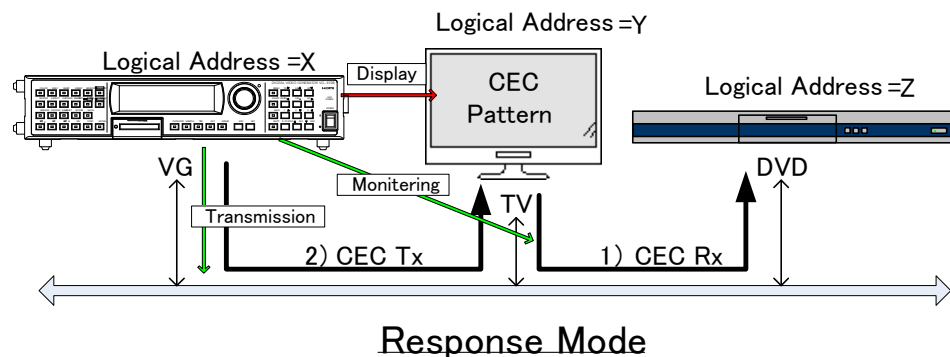 Logical Address =Y
Logical Address =X
Display
CEC
Pattern
Logical Address =Z
HDMI
VG
Monitering
DVD
TV
Transmission
2) CEC Tx
1) CEC Rx
Response Mode